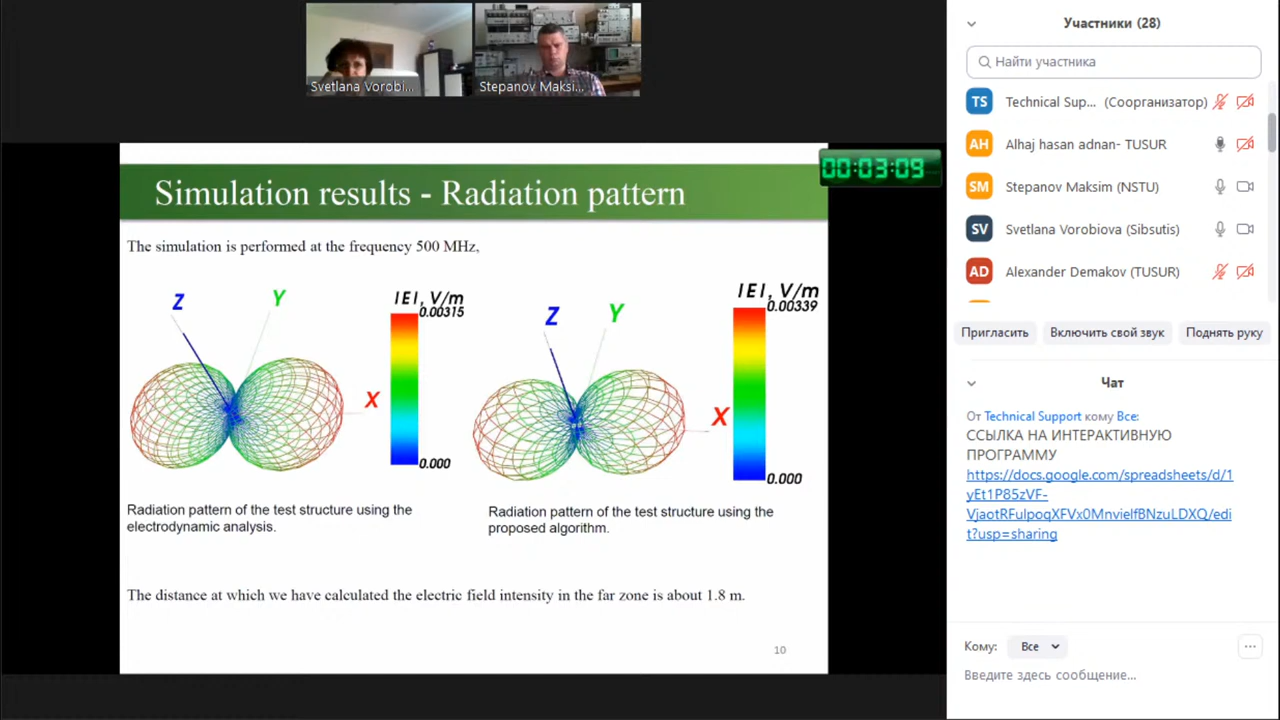 Svetlana Vorobi...
Stepanov Maksi...
00:03:09
Simulation results - Radiation pattern
The simulation is performed at the frequency 500 MHz,
Z
Y
X
|E|, V/m
0.00315
0.000
Z
Y
X
|E|, V/m
0.00339
0.000
Radiation pattern of the test structure using the
electrodynamic analysis.
Radiation pattern of the test structure using the
proposed algorithm.
The distance at which we have calculated the electric field intensity in the far zone is about 1.8 m.
10
Участники (28)
Найти участника
TS Technical Sup... (Соорганизатор)
AH Alhaj hasan adnan- TUSUR
SM Stepanov Maksim (NSTU)
SV Svetlana Vorobiova (Sibsutis)
AD Alexander Demakov (TUSUR)
Пригласить Включить свой звук Поднять руку
Чат
От Technical Support кому Все:
ССЫЛКА НА ИНТЕРАКТИВНУЮ
ПРОГРАММУ
https://docs.google.com/spreadsheets/d/1
yEt1P85zVF-
VjaotRFulpoqXFVx0MnvielfBNzuLDXQ/edi
t?usp=sharing
Кому: Все
Введите здесь сообщение...